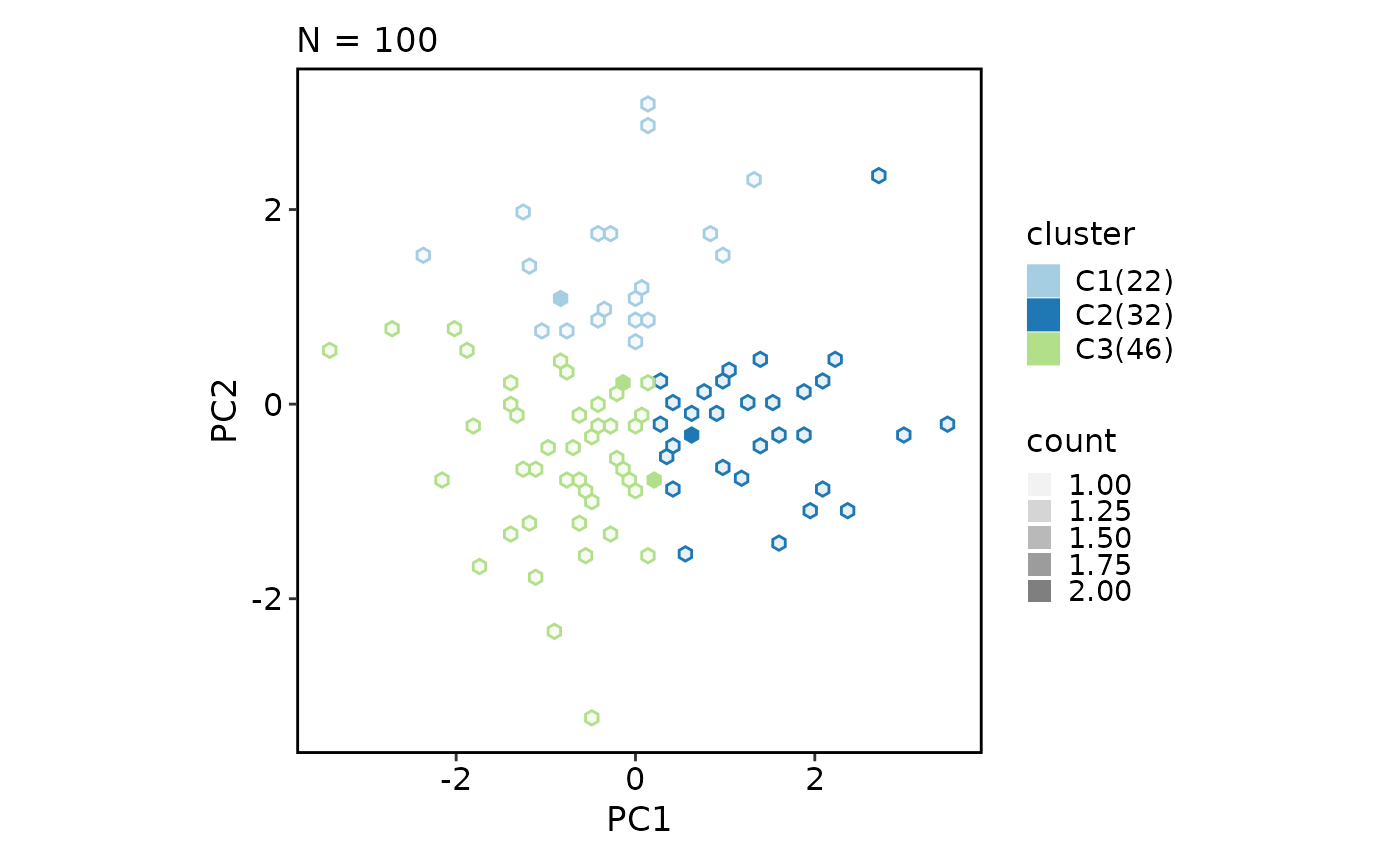 N = 100
PC2
2
0
-2
-2
0
2
PC1
cluster
C1(22)
C2(32)
C3(46)
count
1.00
1.25
1.50
1.75
2.00